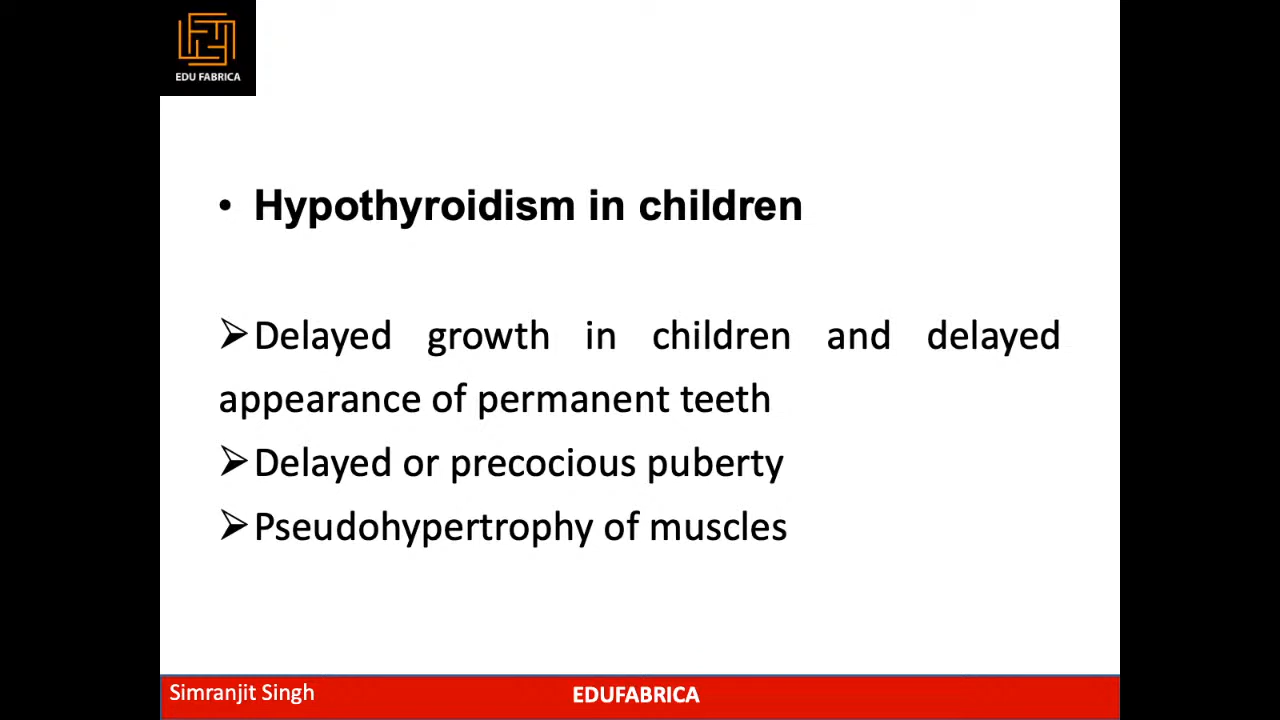 EDU FABRICA
• Hypothyroidism in children
➢Delayed growth in children and delayed
appearance of permanent teeth
➢Delayed or precocious puberty
➢Pseudohypertrophy of muscles
Simranjit Singh
EDUFABRICA